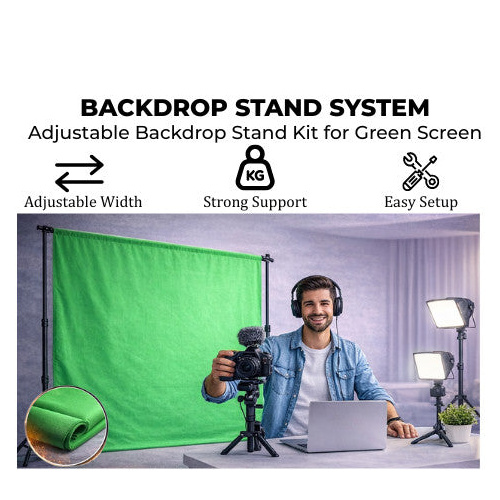 BACKDROP STAND SYSTEM
Adjustable Backdrop Stand Kit for Green Screen
KG
Adjustable Width
Strong Support
Easy Setup